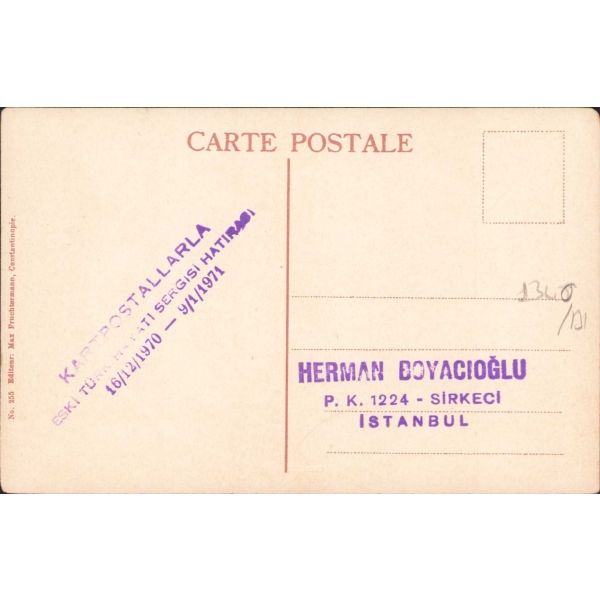 CARTE POSTALE
KARTPOSTALLARLA
ESKİ TÜRK HAYATI SERGİSİ HATIRASI
16/12/1970 — 9/1/1971
No. 255 Editeur: Max Fruchtermann, Constantinople.
HERMAN BOYACIOĞLU
P. K. 1224 - SİRKECİ
İSTANBUL